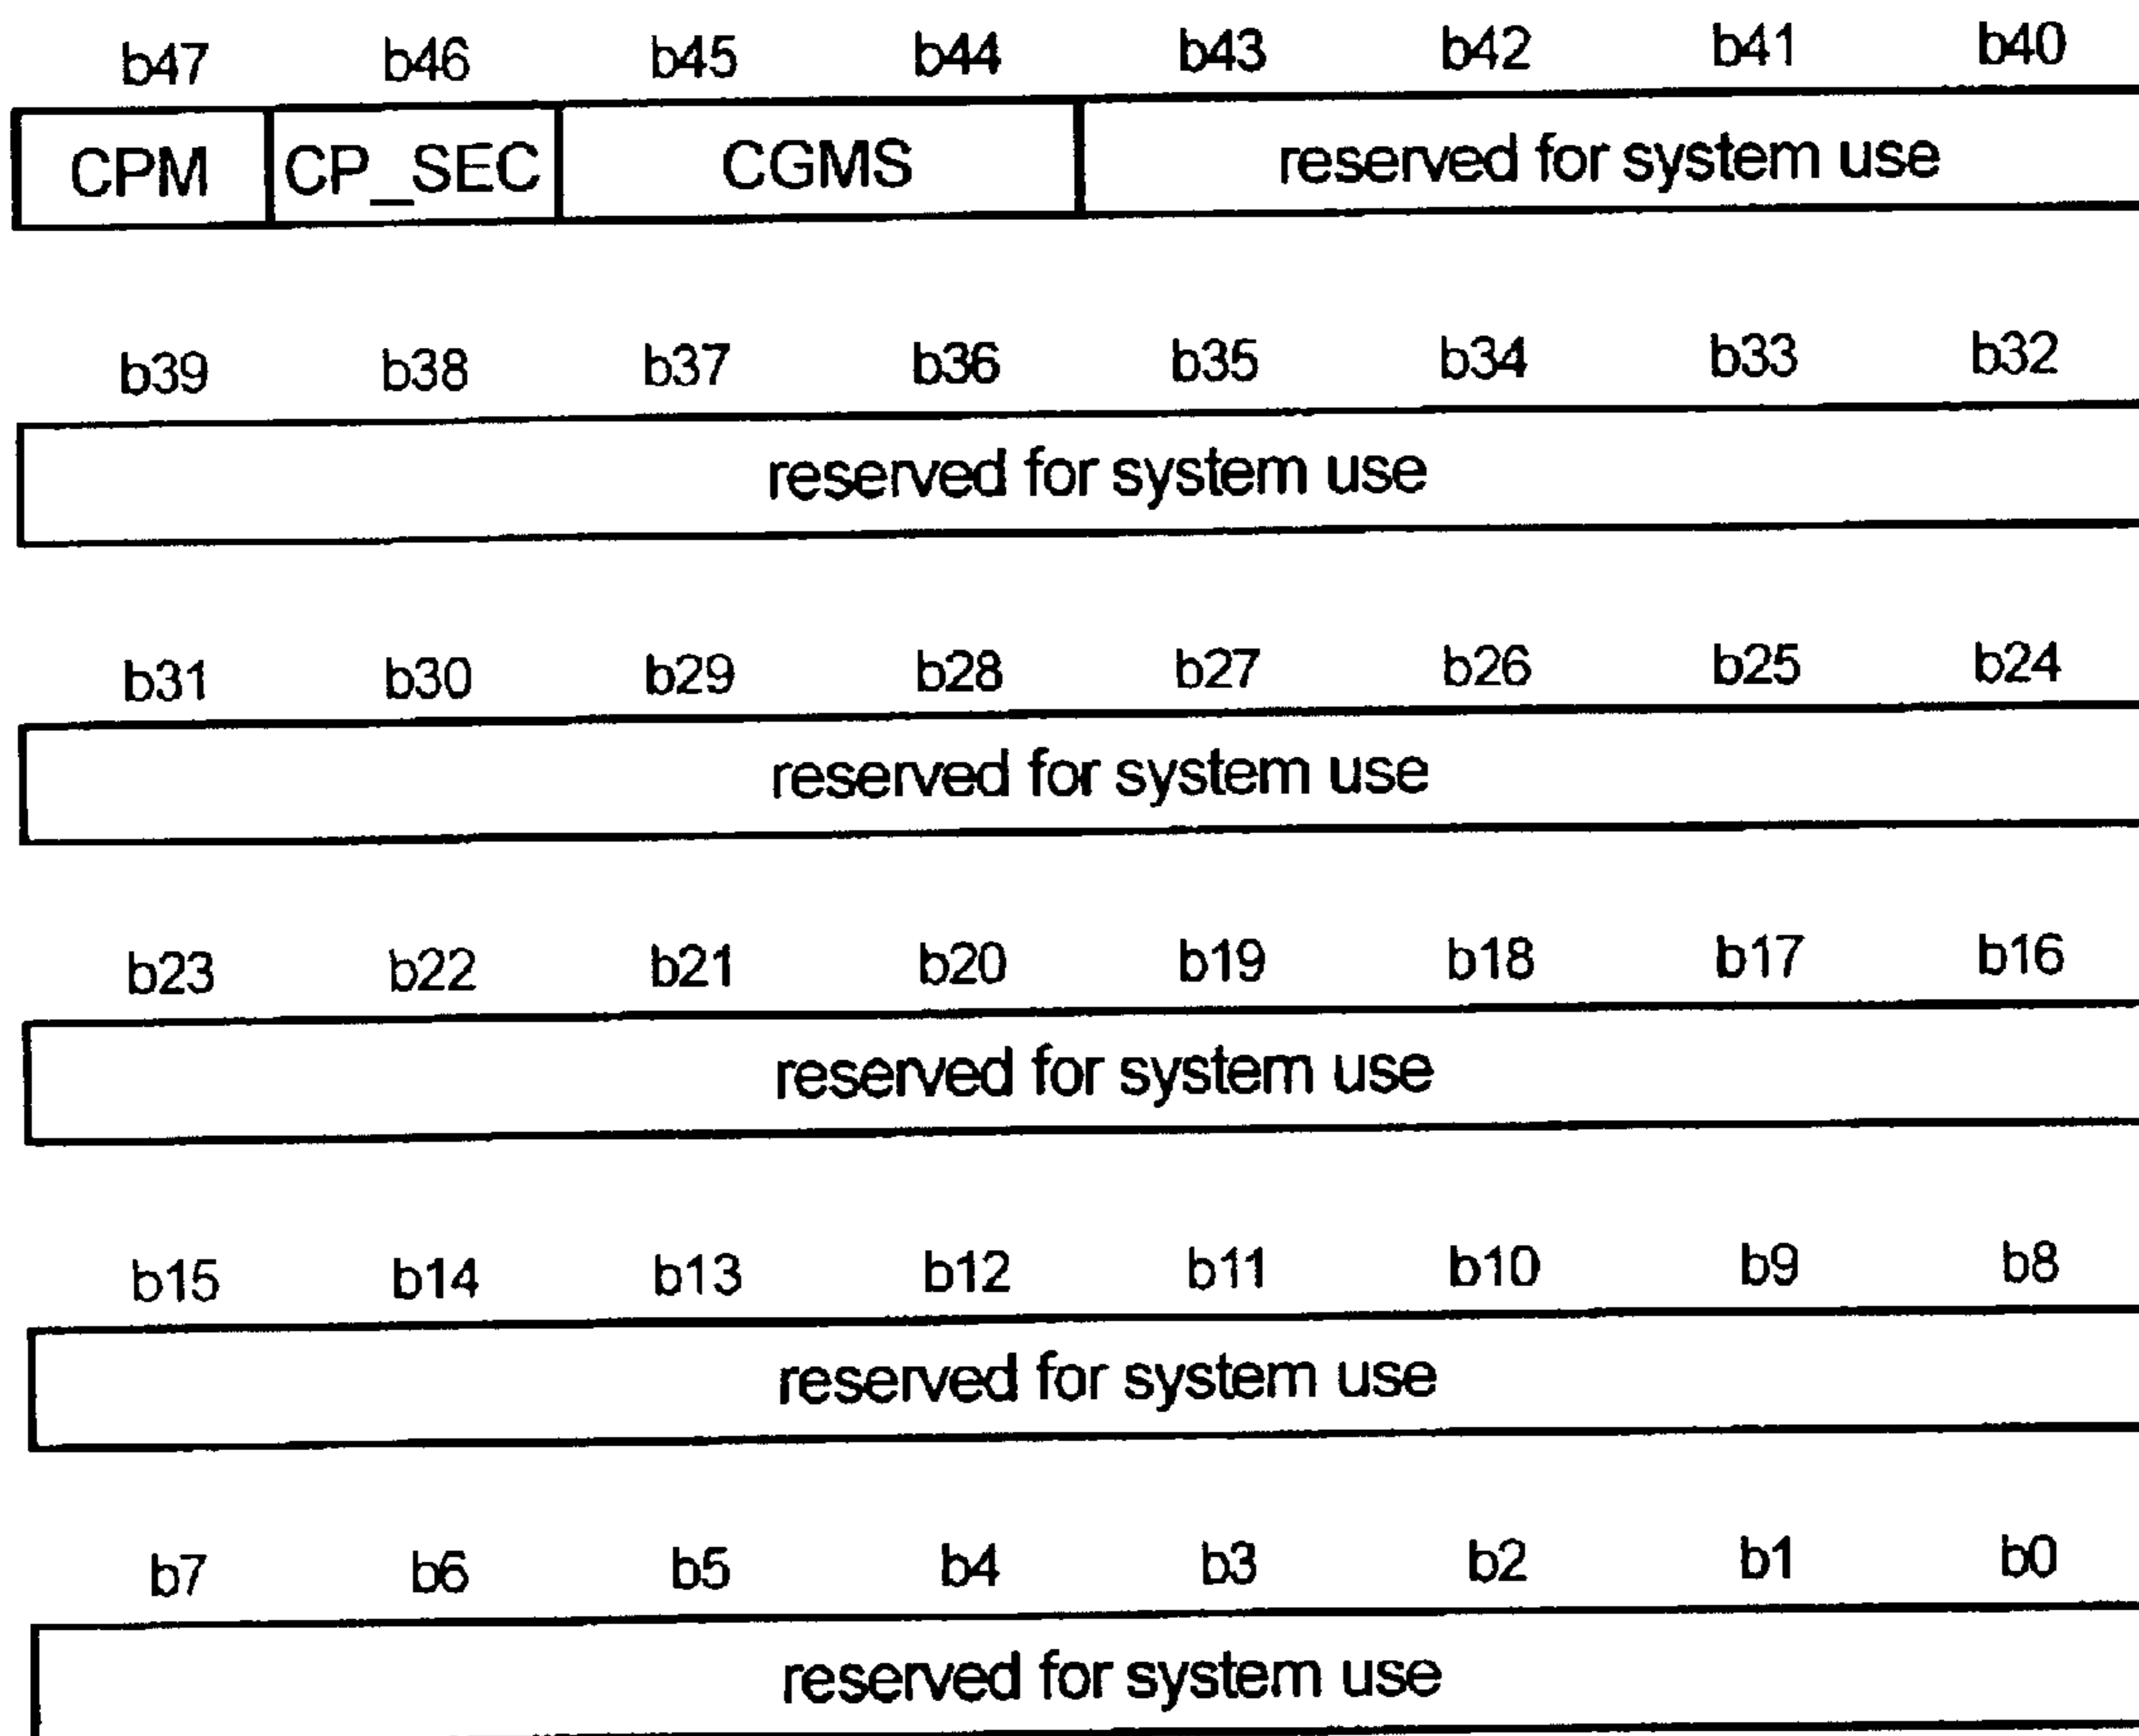 b47 b46 b45 b44 b43 b42 b41 b40
CPM CP_SEC CGMS reserved for system use
b39 b38 b37 b36 b35 b34 b33 b32
reserved for system use
b31 b30 b29 b28 b27 b26 b25 b24
reserved for system use
b23 b22 b21 b20 b19 b18 b17 b16
reserved for system use
b15 b14 b13 b12 b11 b10 b9 b8
reserved for system use
b7 b6 b5 b4 b3 b2 b1 b0
reserved for system use